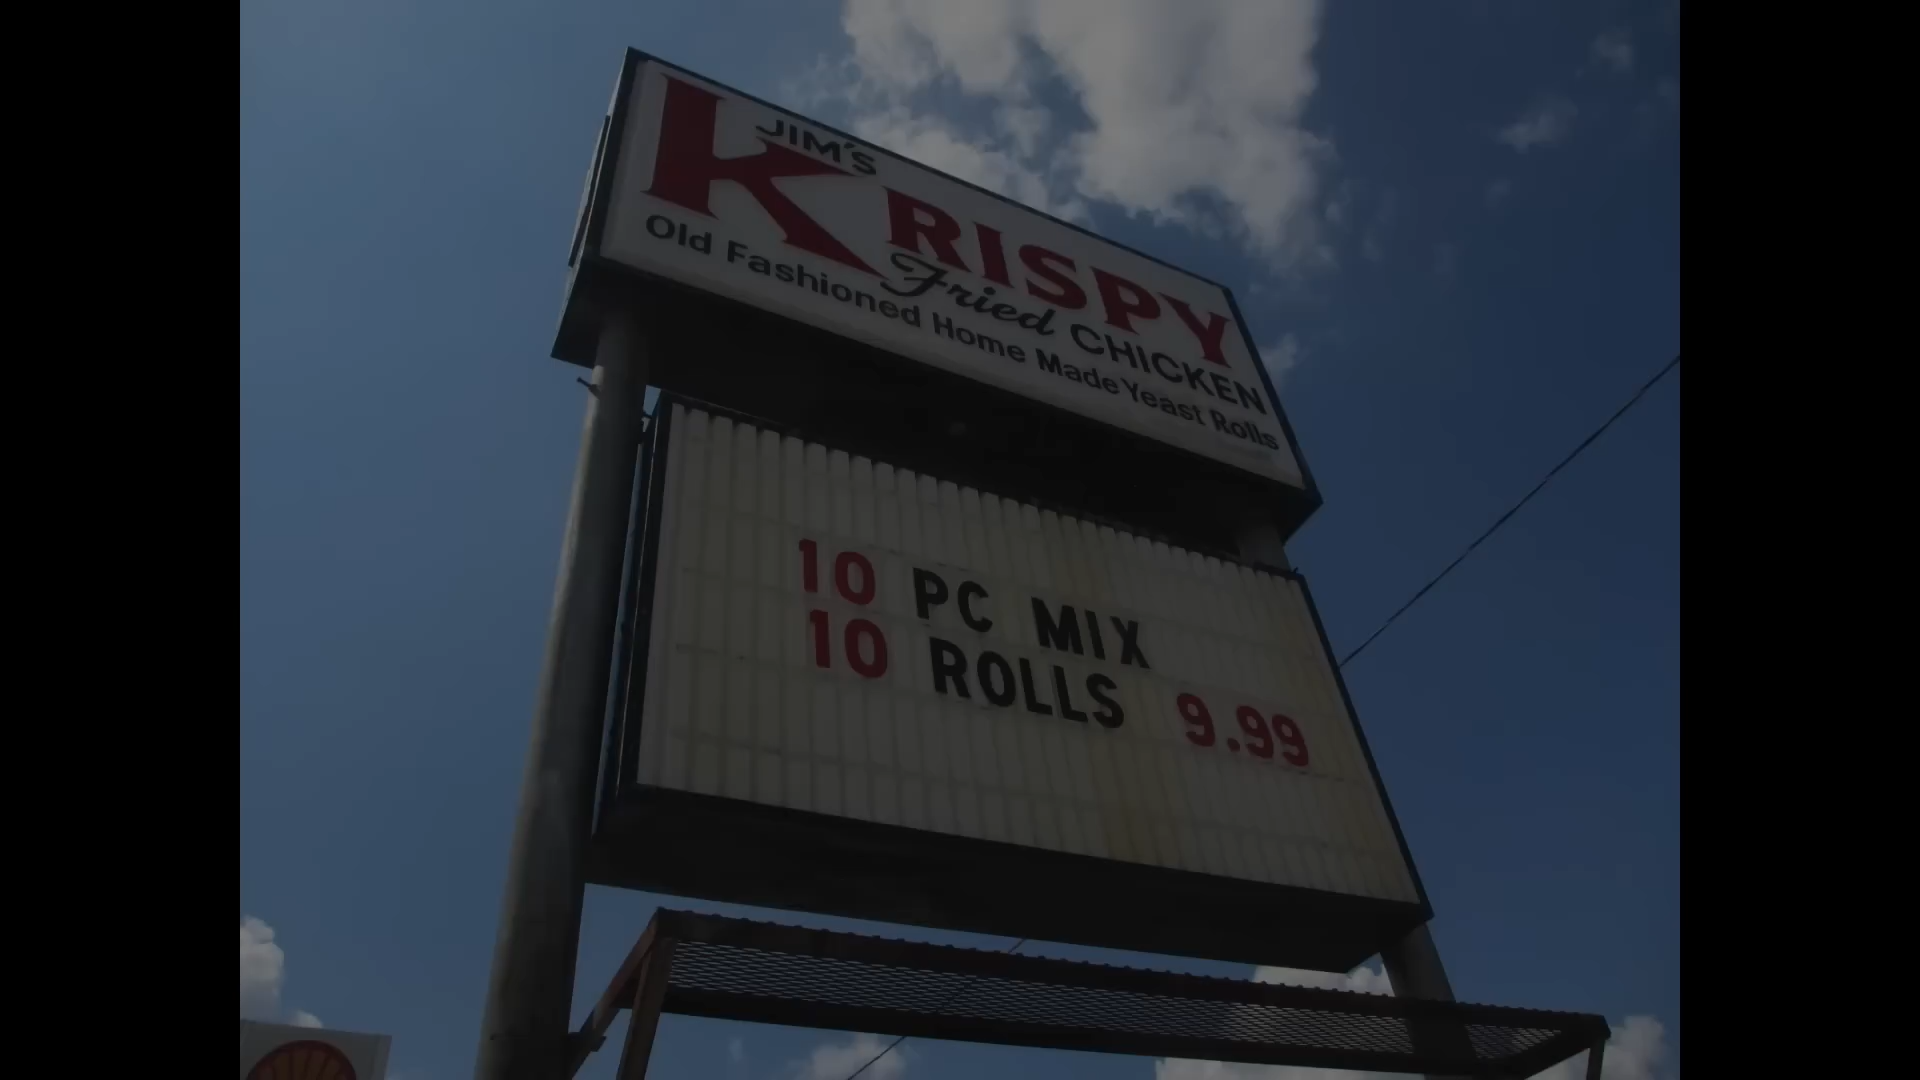 JIM'S
KRISPY
Fried CHICKEN
Old Fashioned Home Made Yeast Rolls
10 PC MIX
10 ROLLS 9.99